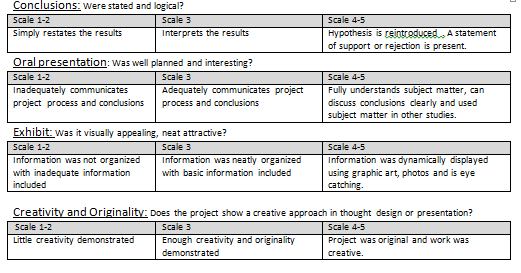 Conclusions: Were stated and logical?
Scale 1-2 Scale 3 Scale 4-5
Simply restates the results Interprets the results Hypothesis is reintroduced.. A statement
of support or rejection is present.
Oral presentation: Was well planned and interesting?
Scale 1-2 Scale 3 Scale 4-5
Inadequately communicates Adequately communicates project Fully understands subject matter, can
project process and conclusions process and conclusions discuss conclusions clearly and used
subject matter in other studies.
Exhibit: Was it visually appealing, neat attractive?
Scale 1-2 Scale 3 Scale 4-5
Information was not organized Information was neatly organized Information was dynamically displayed
with inadequate information with basic information included using graphic art, photos and is eye
included catching.
Creativity and Originality: Does the project show a creative approach in thought design or presentation?
Scale 1-2 Scale 3 Scale 4-5
Little creativity demonstrated Enough creativity and originality Project was original and work was
demonstrated creative.